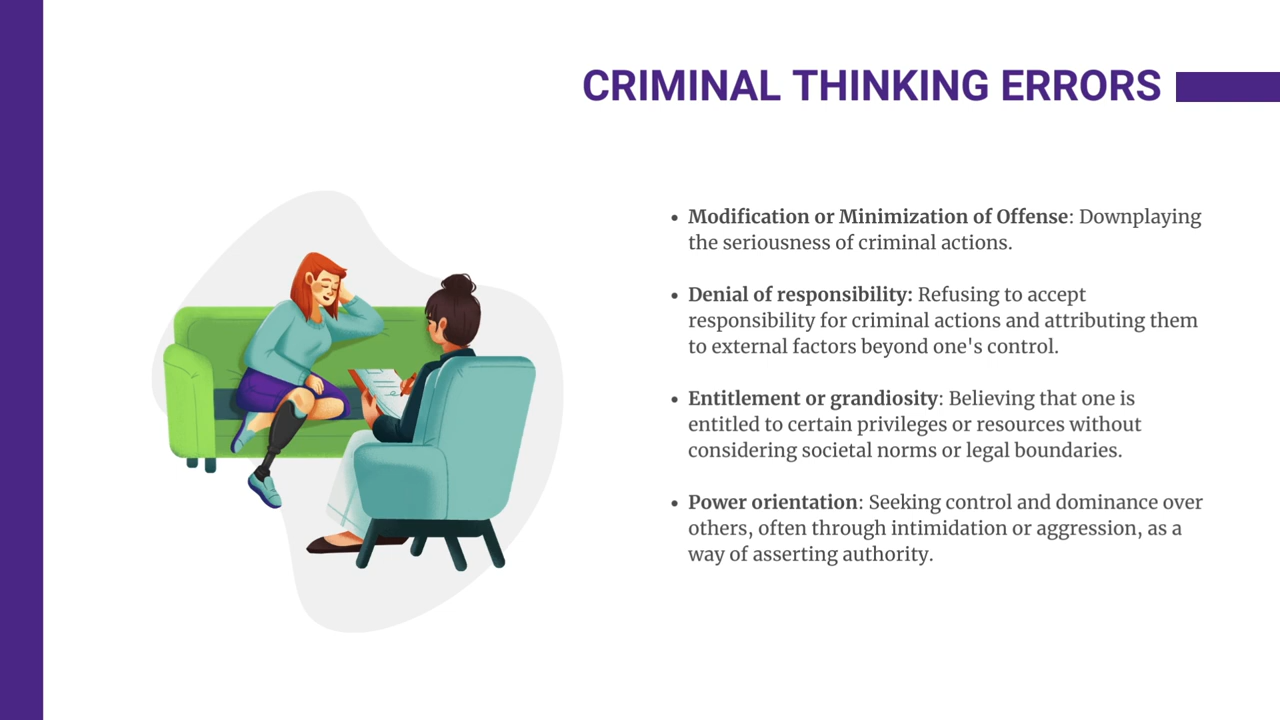 CRIMINAL THINKING ERRORS
• Modification or Minimization of Offense: Downplaying
the seriousness of criminal actions.
• Denial of responsibility: Refusing to accept
responsibility for criminal actions and attributing them
to external factors beyond one's control.
• Entitlement or grandiosity: Believing that one is
entitled to certain privileges or resources without
considering societal norms or legal boundaries.
• Power orientation: Seeking control and dominance over
others, often through intimidation or aggression, as a
way of asserting authority.